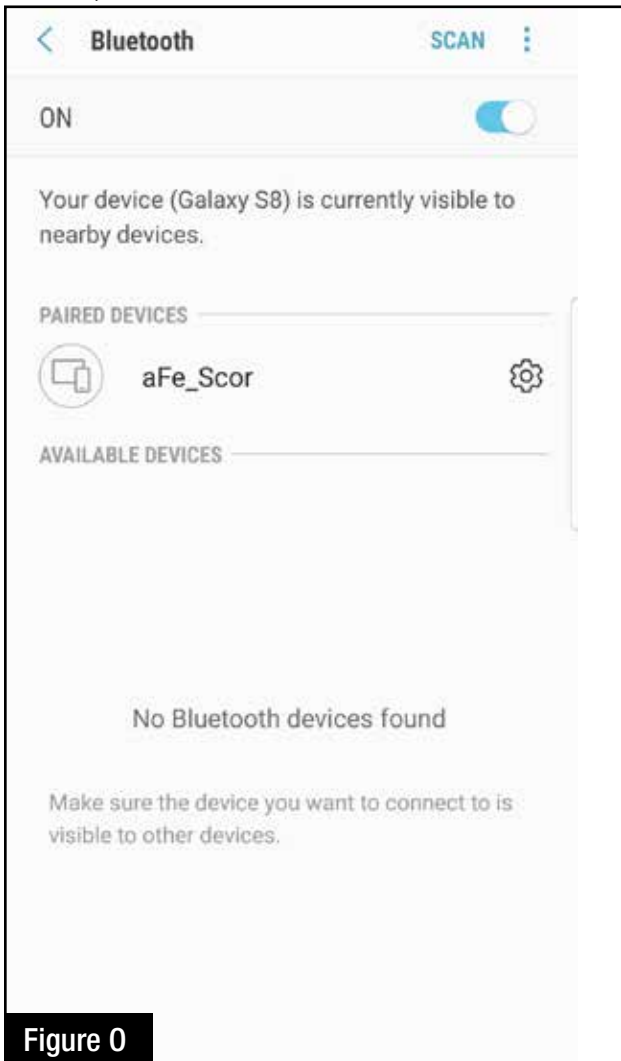 Bluetooth SCAN
ON
Your device (Galaxy S8) is currently visible to
nearby devices.
PAIRED DEVICES
aFe_Scor
AVAILABLE DEVICES
No Bluetooth devices found
Make sure the device you want to connect to is
visible to other devices.
Figure O